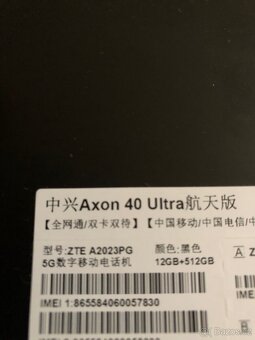 中兴Axon 40 Ultra航天版
【全网通/双卡双待】【中国移动/中国电信/中
型号:ZTE A2023PG 颜色:黑色
5G数字移动电话机 12GB+512GB
A
IMEI 1:865584060057830